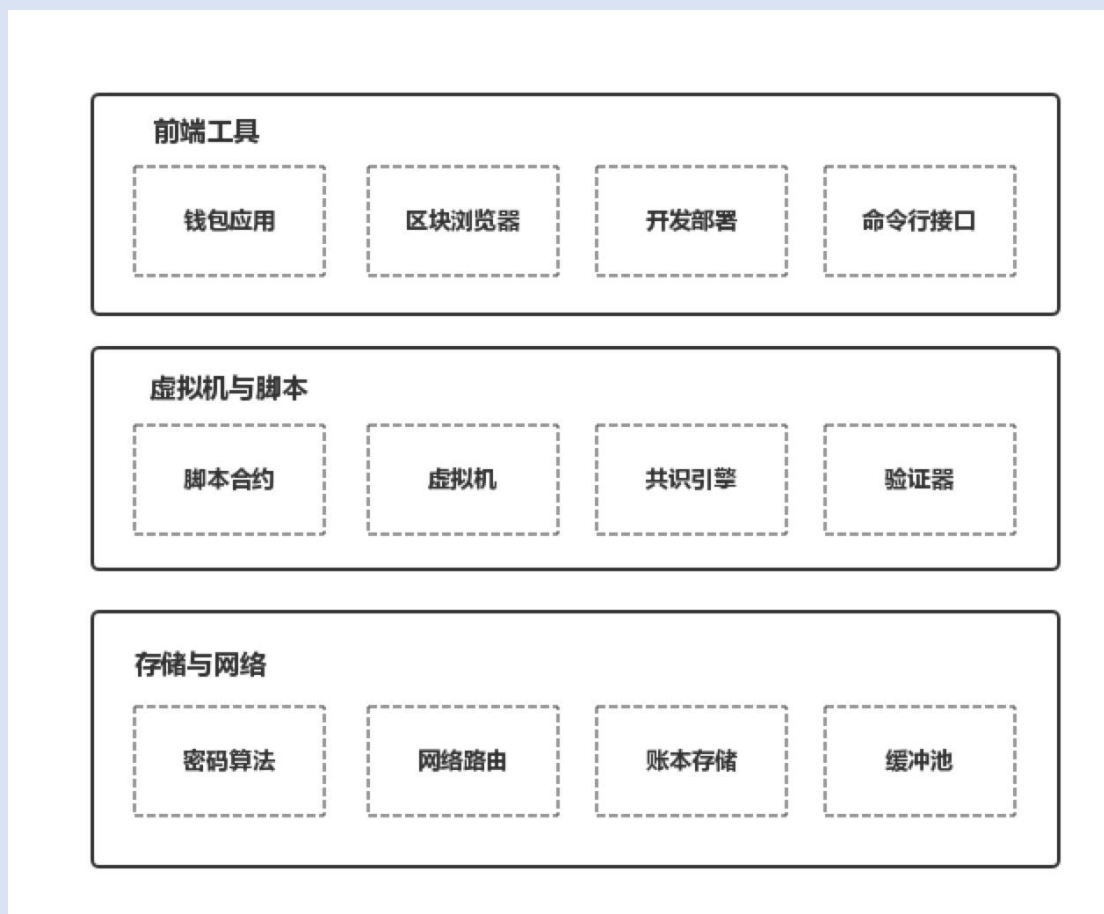 前端工具
钱包应用
区块浏览器
开发部署
命令行接口
虚拟机与脚本
脚本合约
虚拟机
共识引擎
验证器
存储与网络
密码算法
网络路由
账本存储
缓冲池